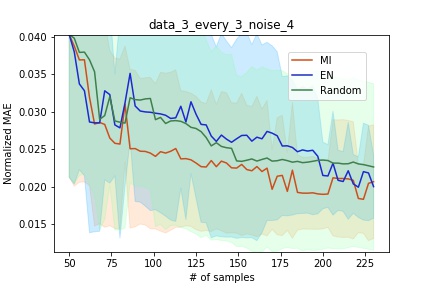 data_3_every_3_noise_4
Normalized MAE
0.040
0.035
0.030
0.025
0.020
0.015
MI
EN
Random
50 75 100 125 150 175 200 225
# of samples